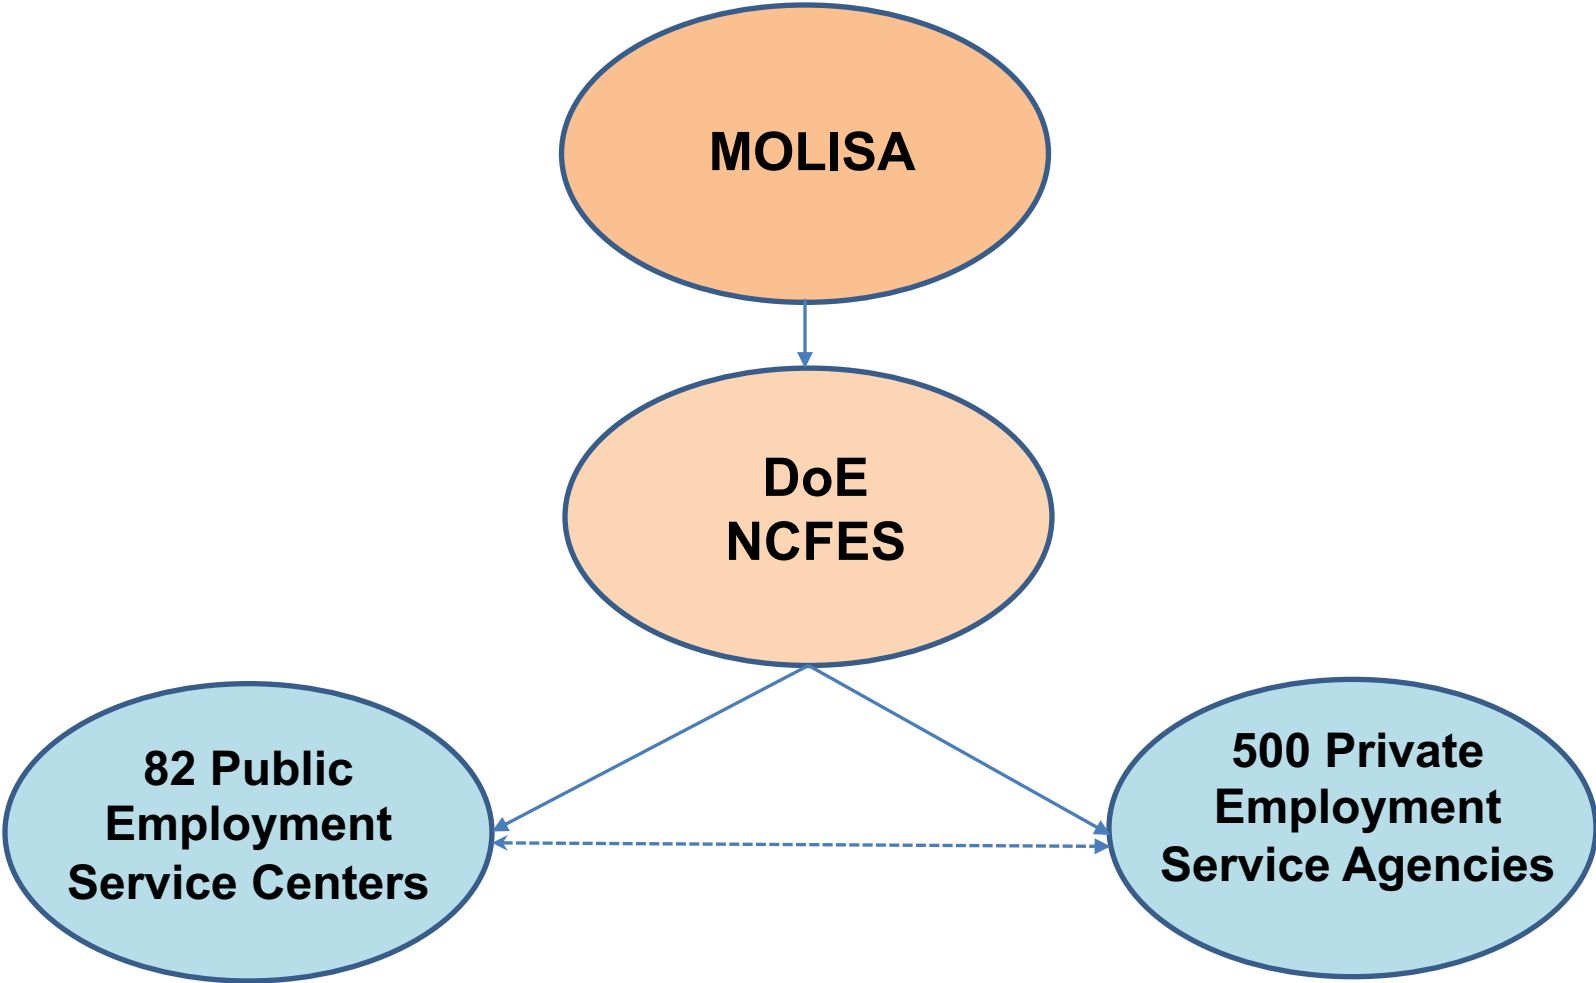 MOLISA
DoE
NCFES
82 Public
Employment
Service Centers
500 Private
Employment
Service Agencies